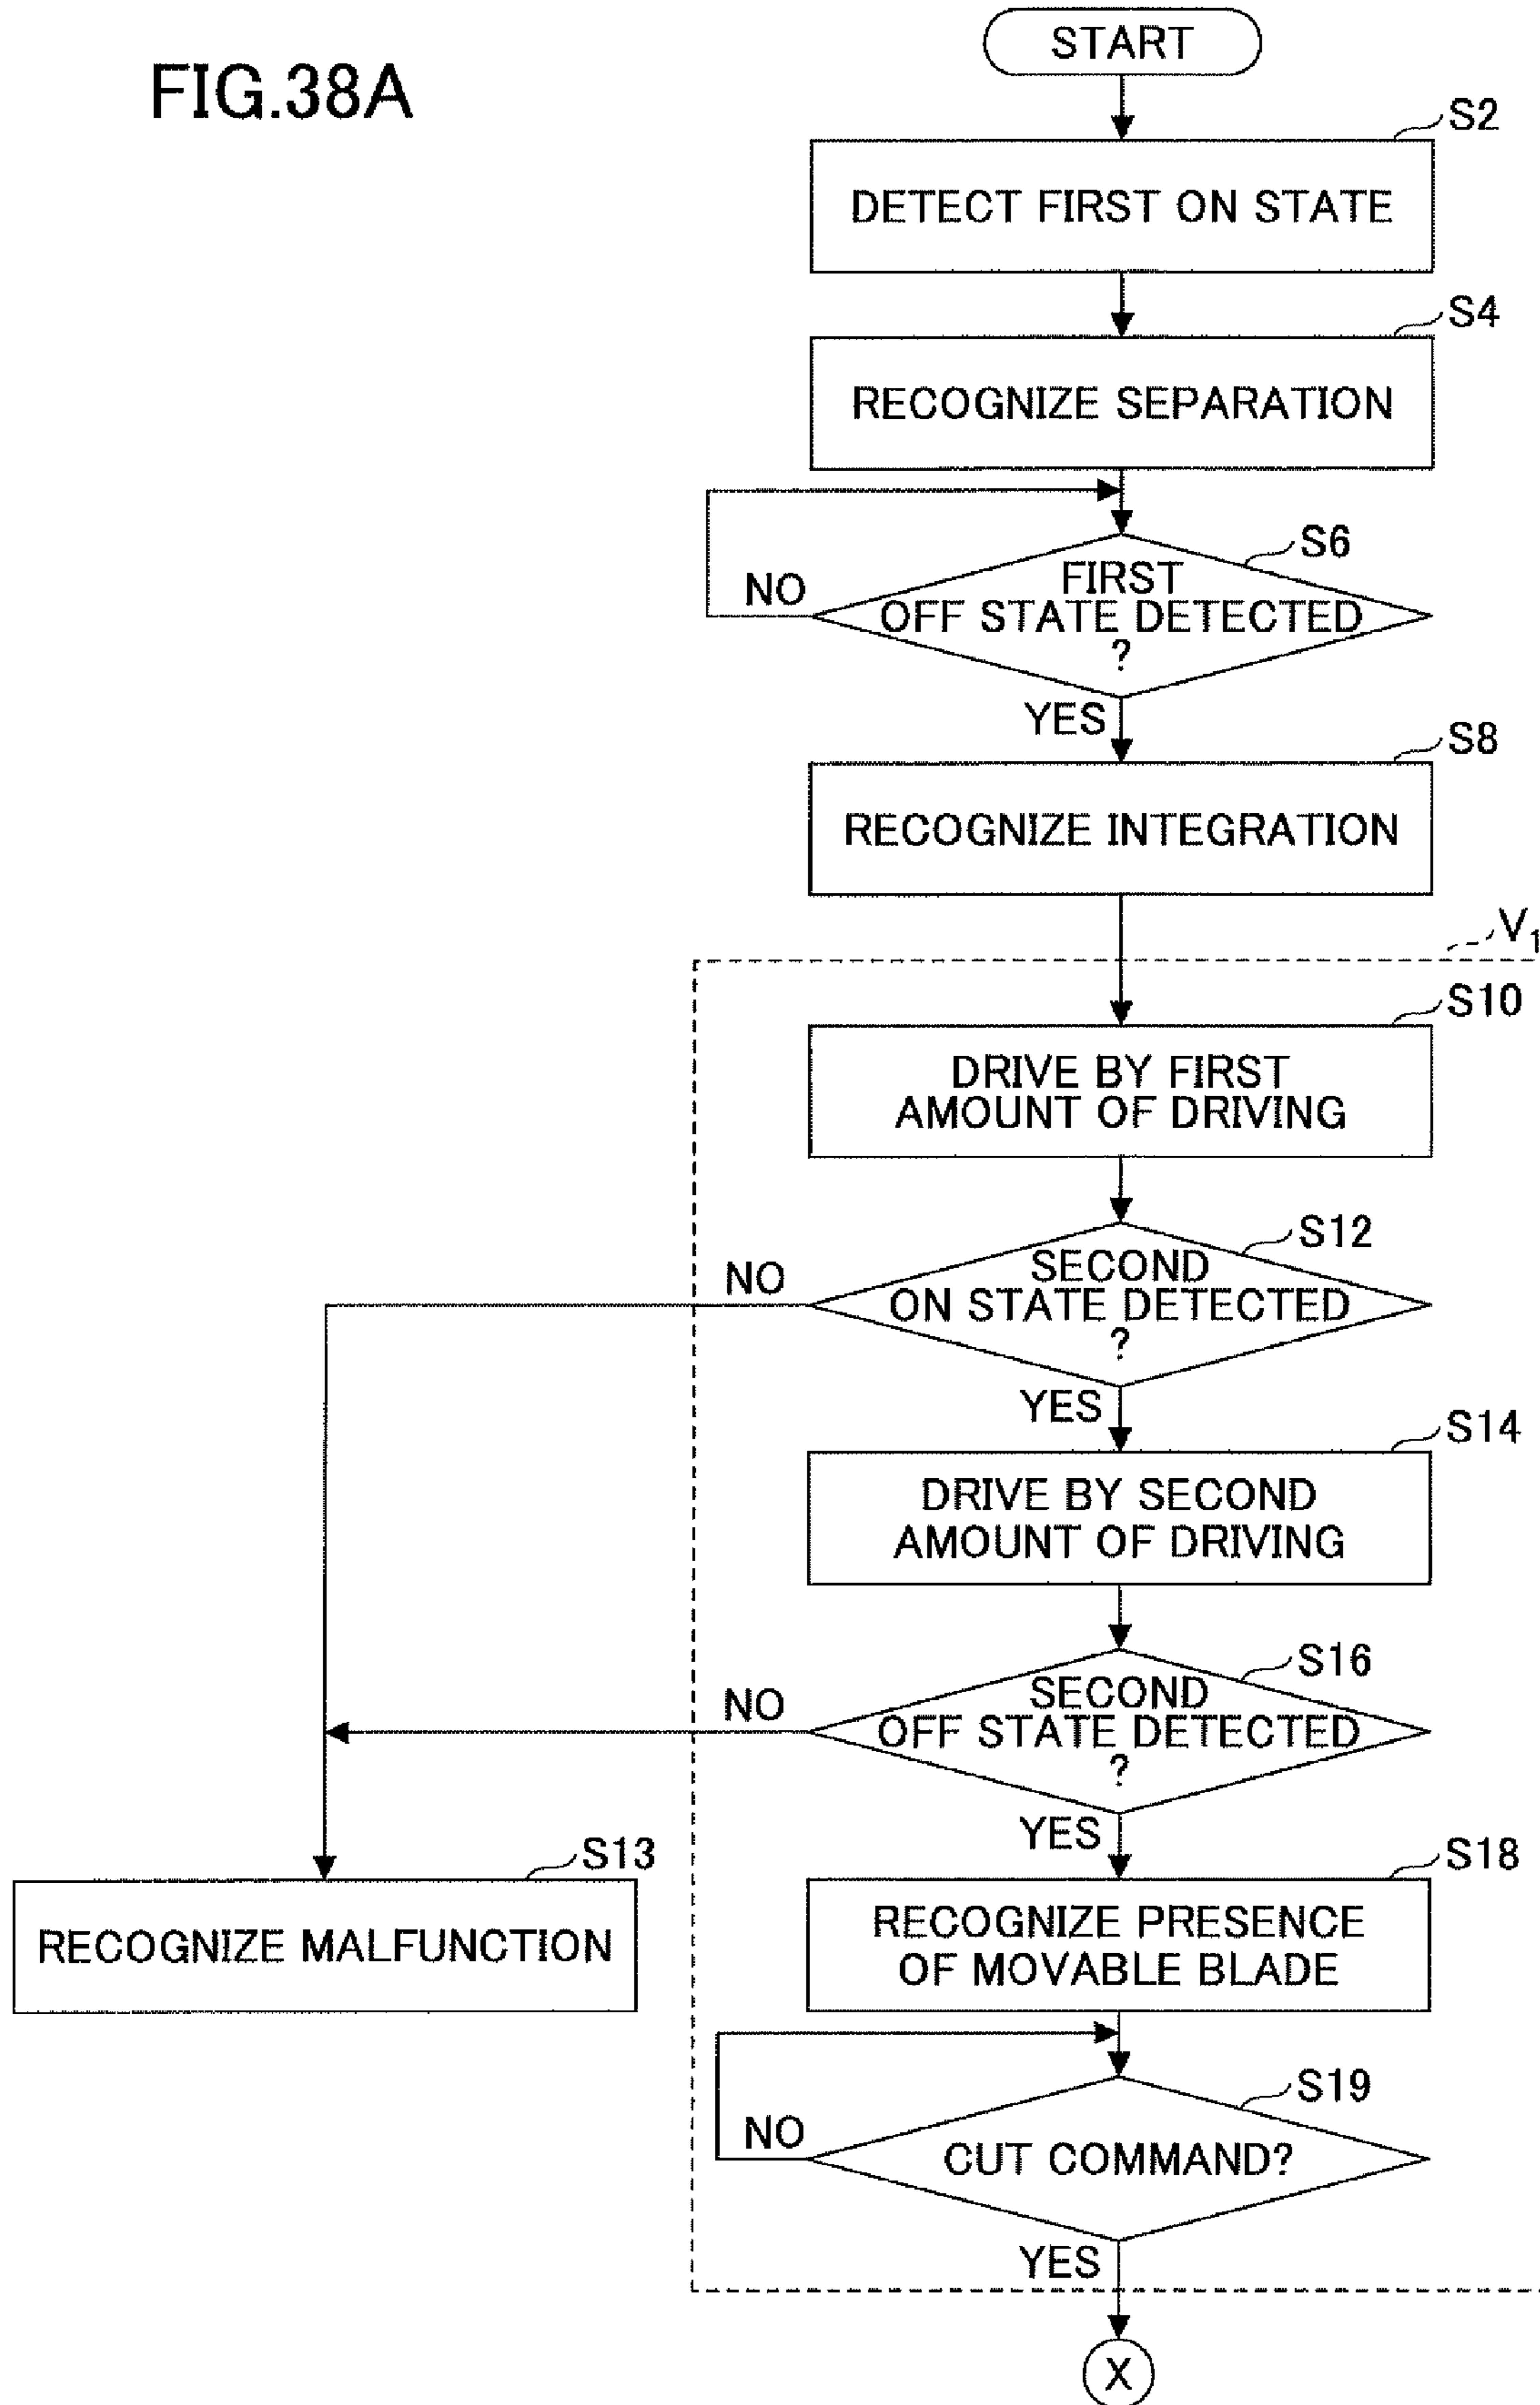 FIG.38A
START
S2
DETECT FIRST ON STATE
S4
RECOGNIZE SEPARATION
S6
FIRST
OFF STATE DETECTED
?
NO
YES
S8
RECOGNIZE INTEGRATION
V1
S10
DRIVE BY FIRST
AMOUNT OF DRIVING
S12
SECOND
ON STATE DETECTED
?
NO
YES
S14
DRIVE BY SECOND
AMOUNT OF DRIVING
S16
SECOND
OFF STATE DETECTED
?
NO
YES
S13
RECOGNIZE MALFUNCTION
S18
RECOGNIZE PRESENCE
OF MOVABLE BLADE
S19
CUT COMMAND?
NO
YES
X